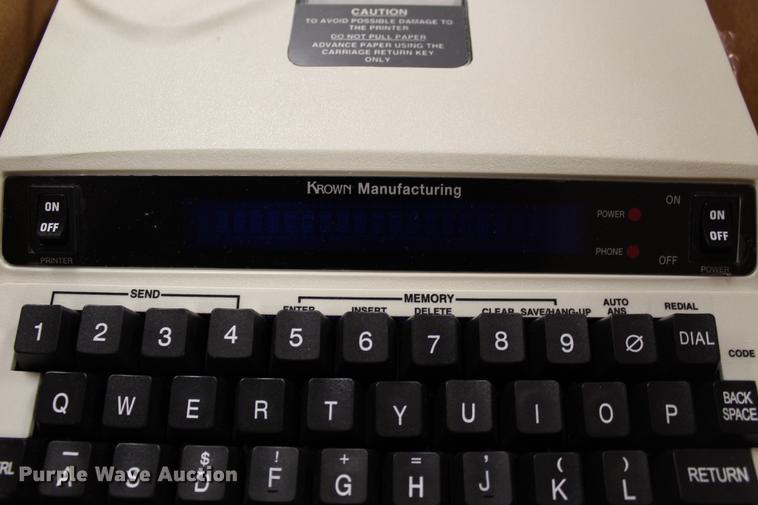 CAUTION
TO AVOID POSSIBLE DAMAGE TO
THE PRINTER
DO NOT PULL PAPER
ADVANCE PAPER USING THE
CARRIAGE RETURN KEY
ONLY
KROWN Manufacturing
ON
OFF
PRINTER
POWER
PHONE
ON
OFF
ON
OFF
POWER
SEND
MEMORY
ENTER INSERT DELETE CLEAR SAVE/HANG-UP
AUTO
ANS
REDIAL
1 2 3 4 5 6 7 8 9 Ø DIAL
CODE
Q W E R T Y U I O P
BACK
SPACE
RL
$ ! + = ' ( )
A S D F G H J K L RETURN
Purple Wave Auction